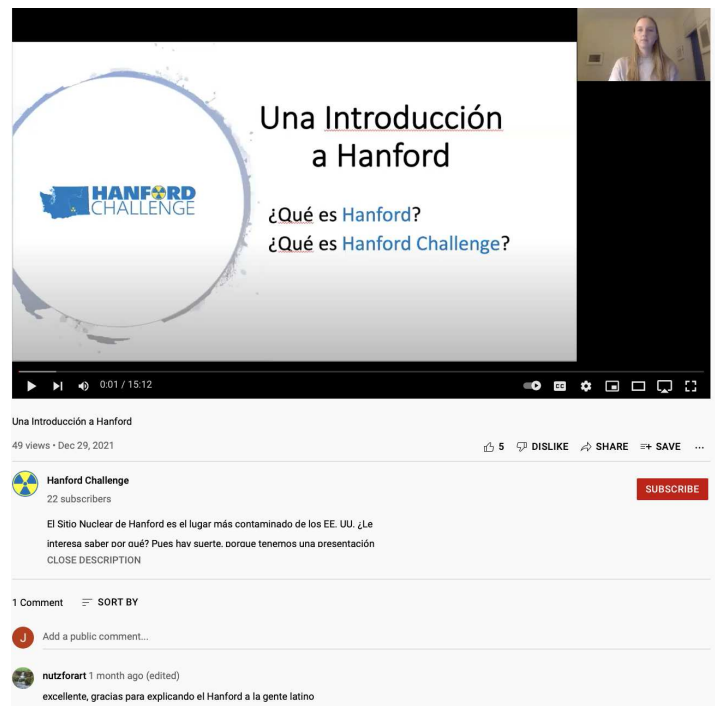 Una Introducción
a Hanford
HANFORD
CHALLENGE
¿Qué es Hanford?
¿Qué es Hanford Challenge?
0:01 / 15:12
CC
Una Introducción a Hanford
49 views • Dec 29, 2021
5 DISLIKE SHARE SAVE ...
Hanford Challenge
22 subscribers
SUBSCRIBE
El Sitio Nuclear de Hanford es el lugar más contaminado de los EE. UU. ¿Le
interesa saber por qué? Pues hay suerte, porque tenemos una presentación
CLOSE DESCRIPTION
1 Comment SORT BY
J Add a public comment...
nutzforart 1 month ago (edited)
excellente, gracias para explicando el Hanford a la gente latino